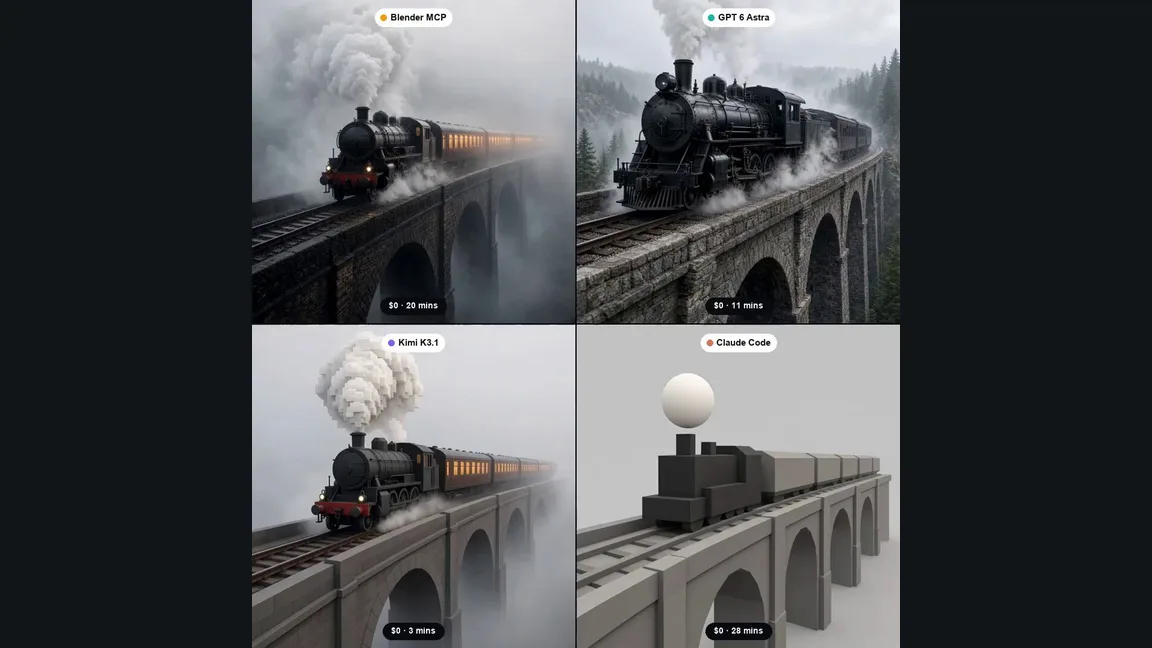 Blender MCP
GPT 6 Astra
$0 · 20 mins
$0 · 11 mins
Kimi K3.1
Claude Code
$0 · 3 mins
$0 · 28 mins